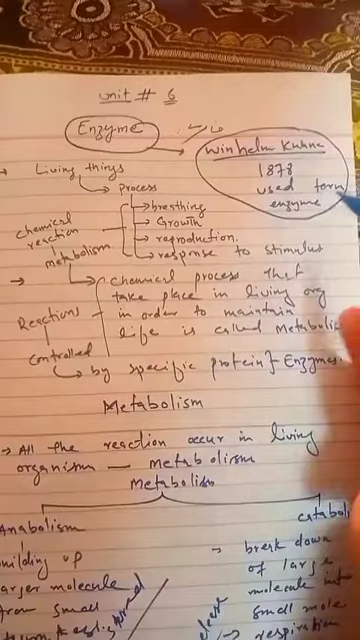 unit # 6
Enzyme
Winhelm Kuhne
1878
used term
enzyme
→ Living things
process
breathing
Growth
reproduction.
response to stimulus
chemical
reaction
metabolism
→ chemical process that
take place in living org
in order to maintain
life is called Metabolis
Reactions
controlled
by specific protein } Enzymes.
Metabolism
→ All the reaction occur in living
organism — metabolism
Metabolism
Anabolism
building up
larger molecule
from small
catabol
→ break down
of large
molecule into
small mole
→ respiration